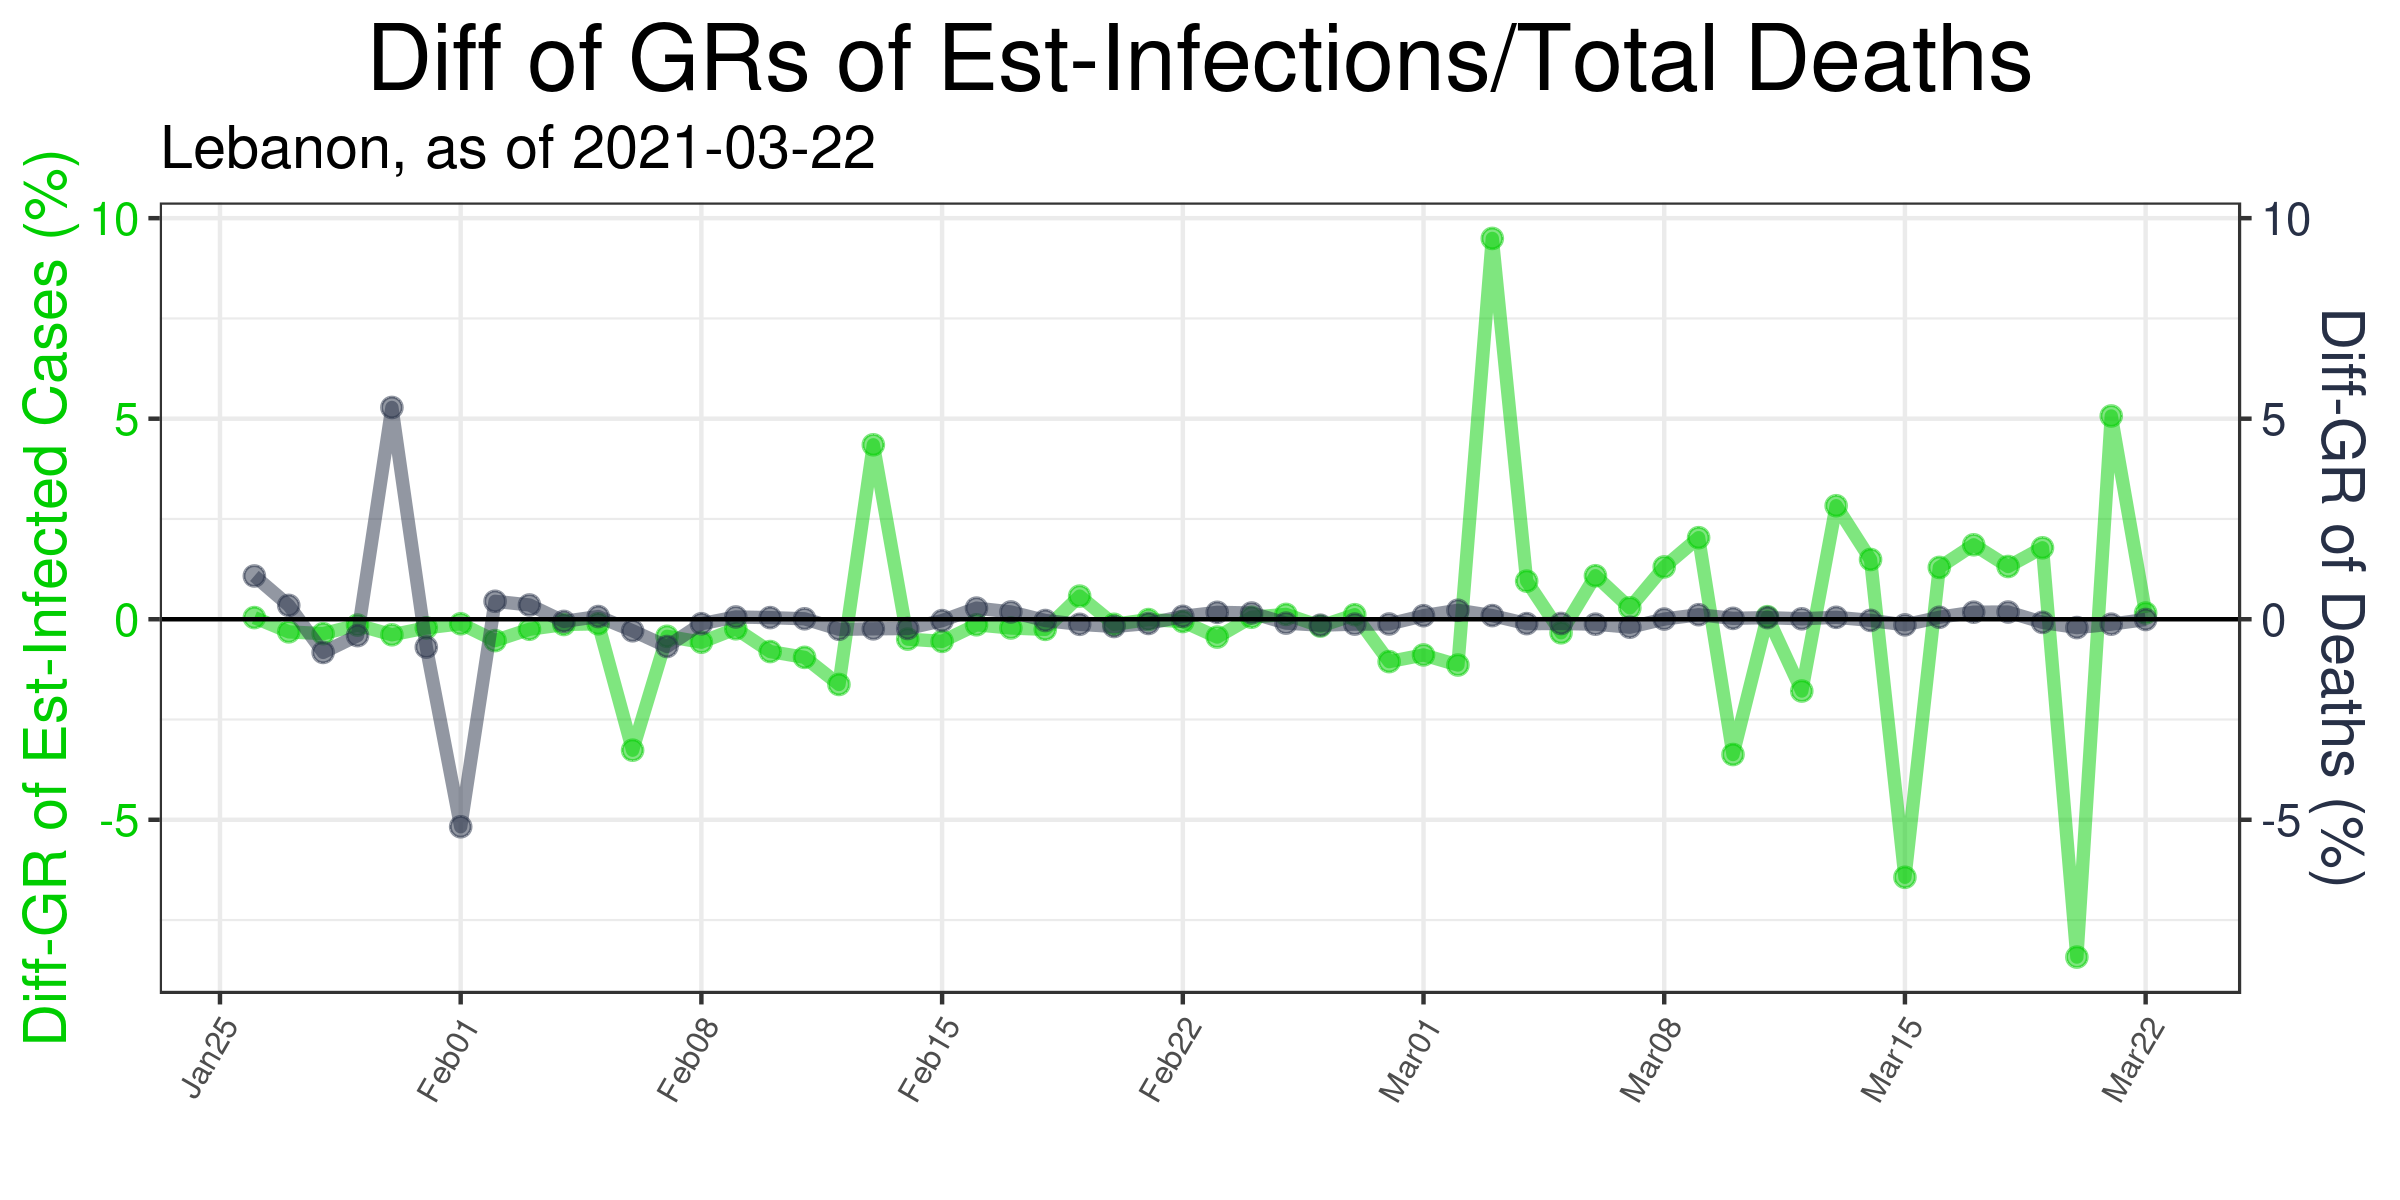 Diff of GRs of Est-Infections/Total Deaths
Lebanon, as of 2021-03-22
Diff-GR of Est-Infected Cases (%)
10
5
0
-5
10
5
0
-5
Diff-GR of Deaths (%)
Jan25
Feb01
Feb08
Feb15
Feb22
Mar01
Mar08
Mar15
Mar22